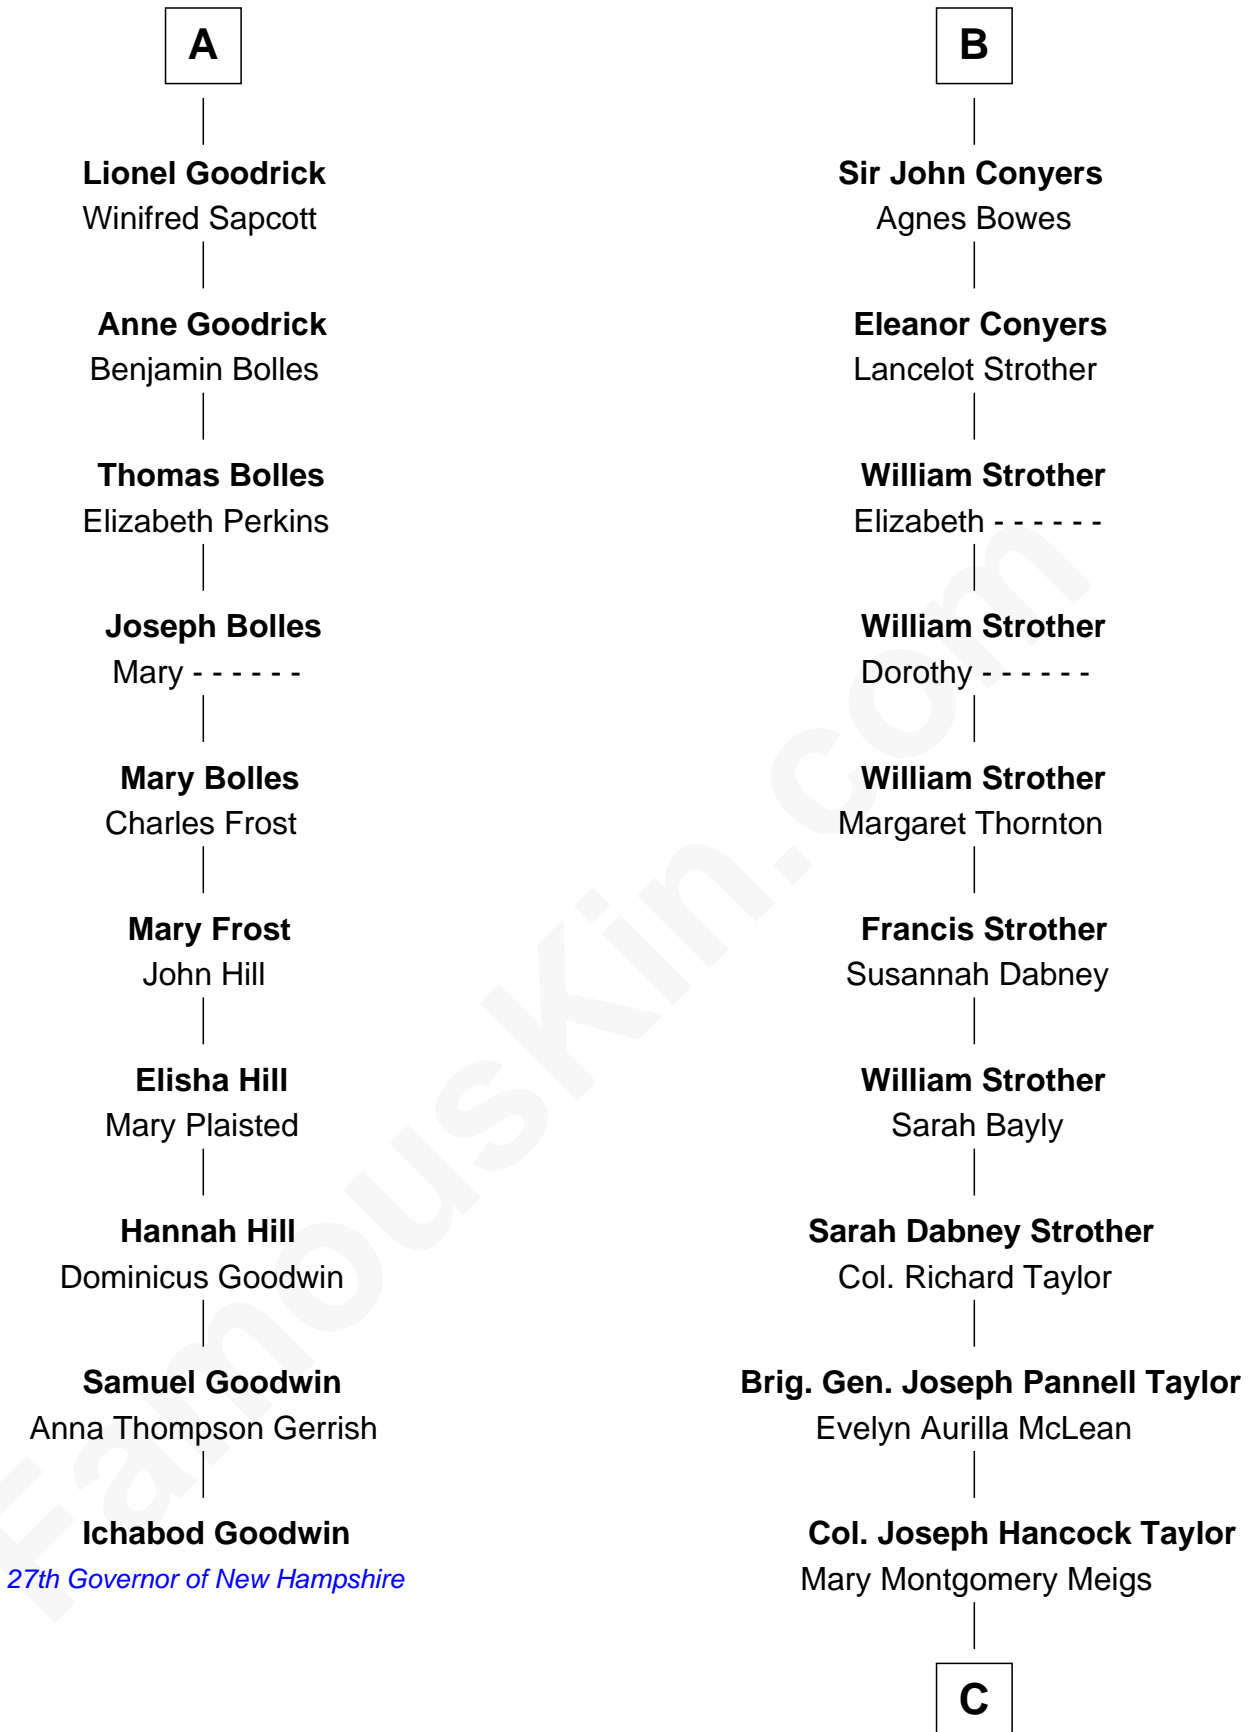 A
Lionel Goodrick
Winifred Sapcott
Anne Goodrick
Benjamin Bolles
Thomas Bolles
Elizabeth Perkins
Joseph Bolles
Mary - - - - - -
Mary Bolles
Charles Frost
Mary Frost
John Hill
Elisha Hill
Mary Plaisted
Hannah Hill
Dominicus Goodwin
Samuel Goodwin
Anna Thompson Gerrish
Ichabod Goodwin
27th Governor of New Hampshire
B
Sir John Conyers
Agnes Bowes
Eleanor Conyers
Lancelot Strother
William Strother
Elizabeth - - - - - -
William Strother
Dorothy - - - - - -
William Strother
Margaret Thornton
Francis Strother
Susannah Dabney
William Strother
Sarah Bayly
Sarah Dabney Strother
Col. Richard Taylor
Brig. Gen. Joseph Pannell Taylor
Evelyn Aurilla McLean
Col. Joseph Hancock Taylor
Mary Montgomery Meigs
C
FamousKin.com